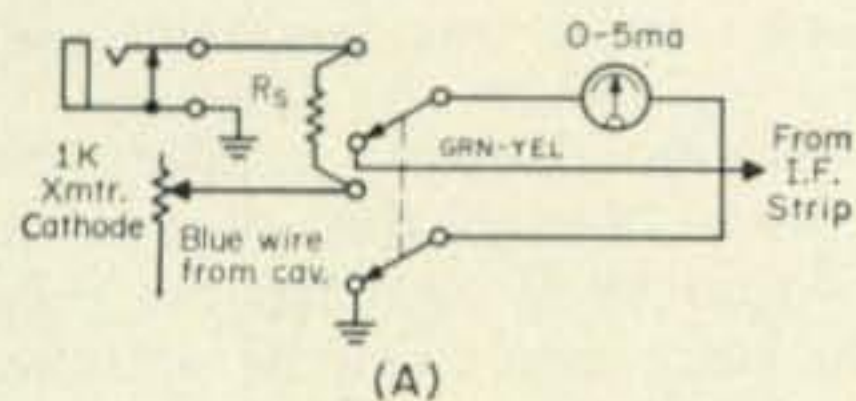 0-5ma
Rs
1K
Xmtr.
Cathode
GRN-YEL
From
I.F.
Strip
Blue wire
from cav.
(A)